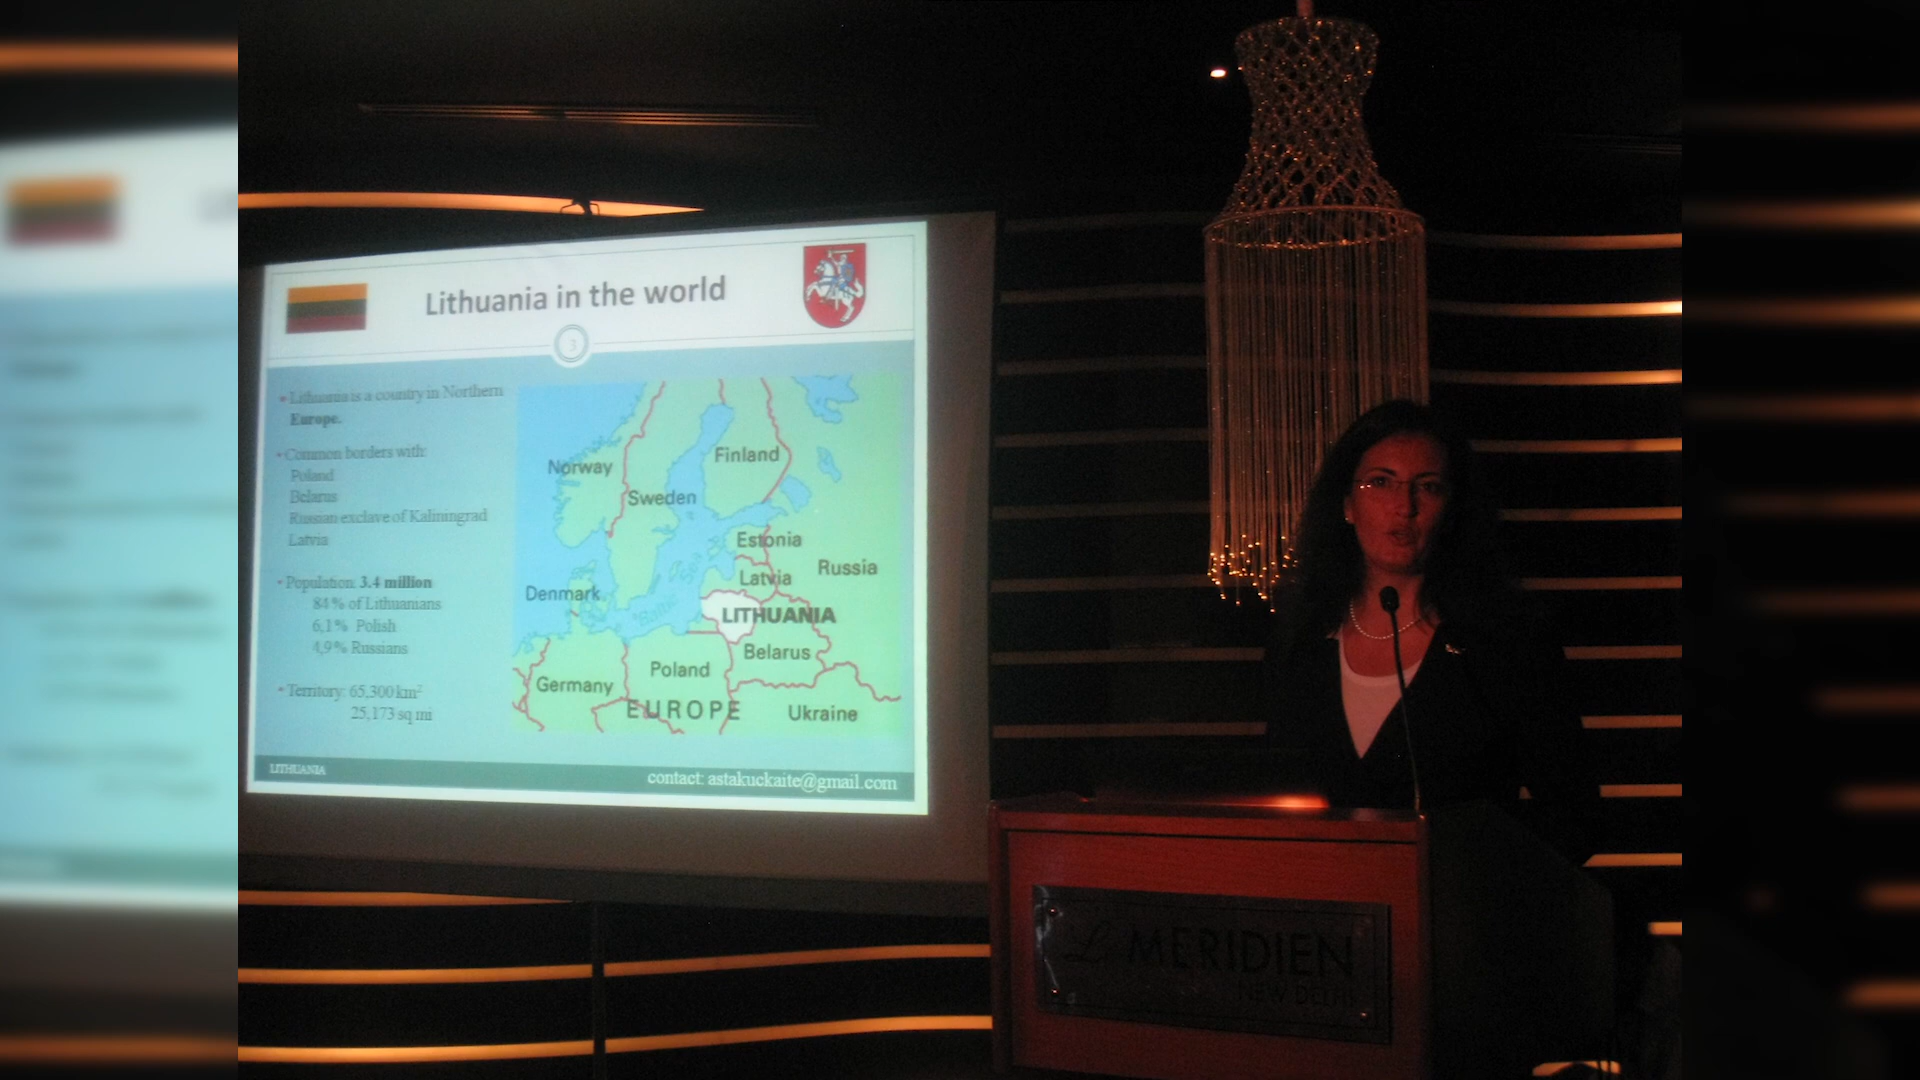 Lithuania in the world
3
• Lithuania is a country in Northern
Europe.
• Common borders with:
Poland
Belarus
Russian exclave of Kaliningrad
Latvia
• Population: 3.4 million
84% of Lithuanians
6,1% Polish
4,9% Russians
• Territory: 65,300 km²
25,173 sq mi
Norway
Finland
Sweden
Estonia
Russia
Latvia
Denmark
Baltic
LITHUANIA
Belarus
Poland
Germany
EUROPE
Ukraine
LITHUANIA
contact: astakuckaite@gmail.com
MERIDIEN
NEW DELHI